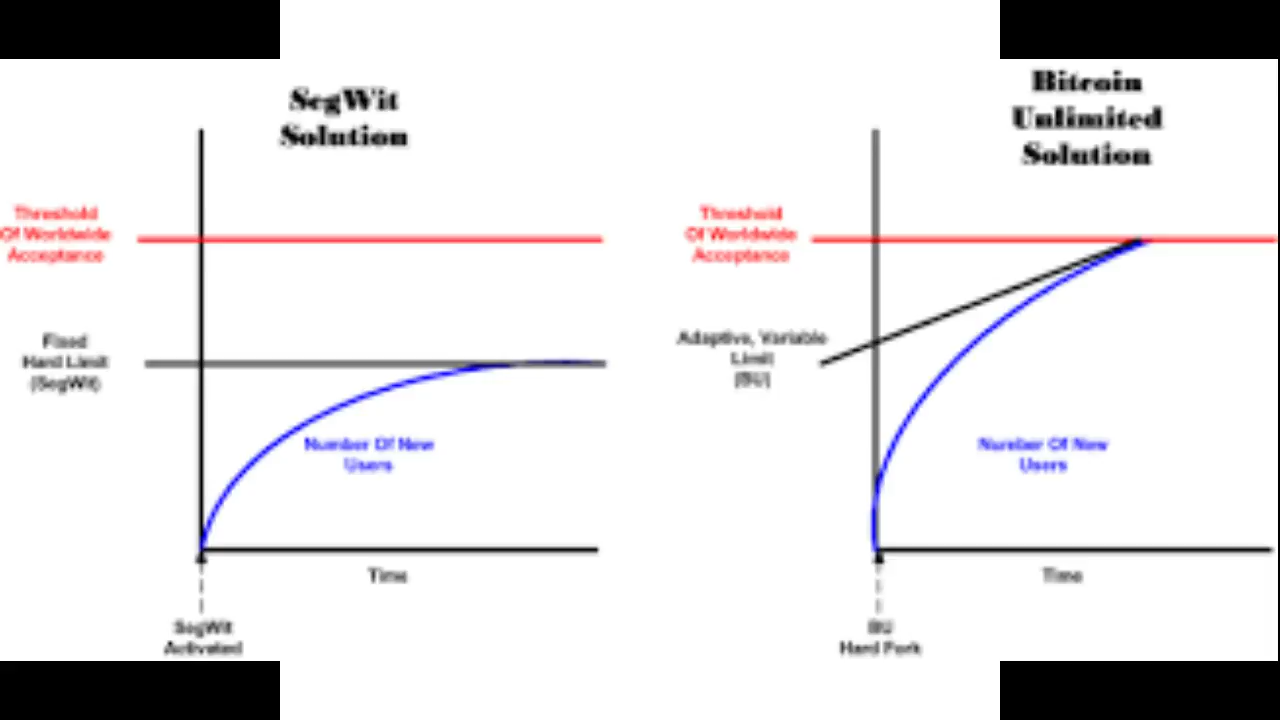 SegWit
Solution
Threshold
Of Worldwide
Acceptance
Fixed
Hard Limit
(SegWit)
Number Of New
Users
Time
SegWit
Activated
Bitcoin
Unlimited
Solution
Threshold
Of Worldwide
Acceptance
Adaptive, Variable
Limit
(BU)
Number Of New
Users
Time
BU
Hard Fork